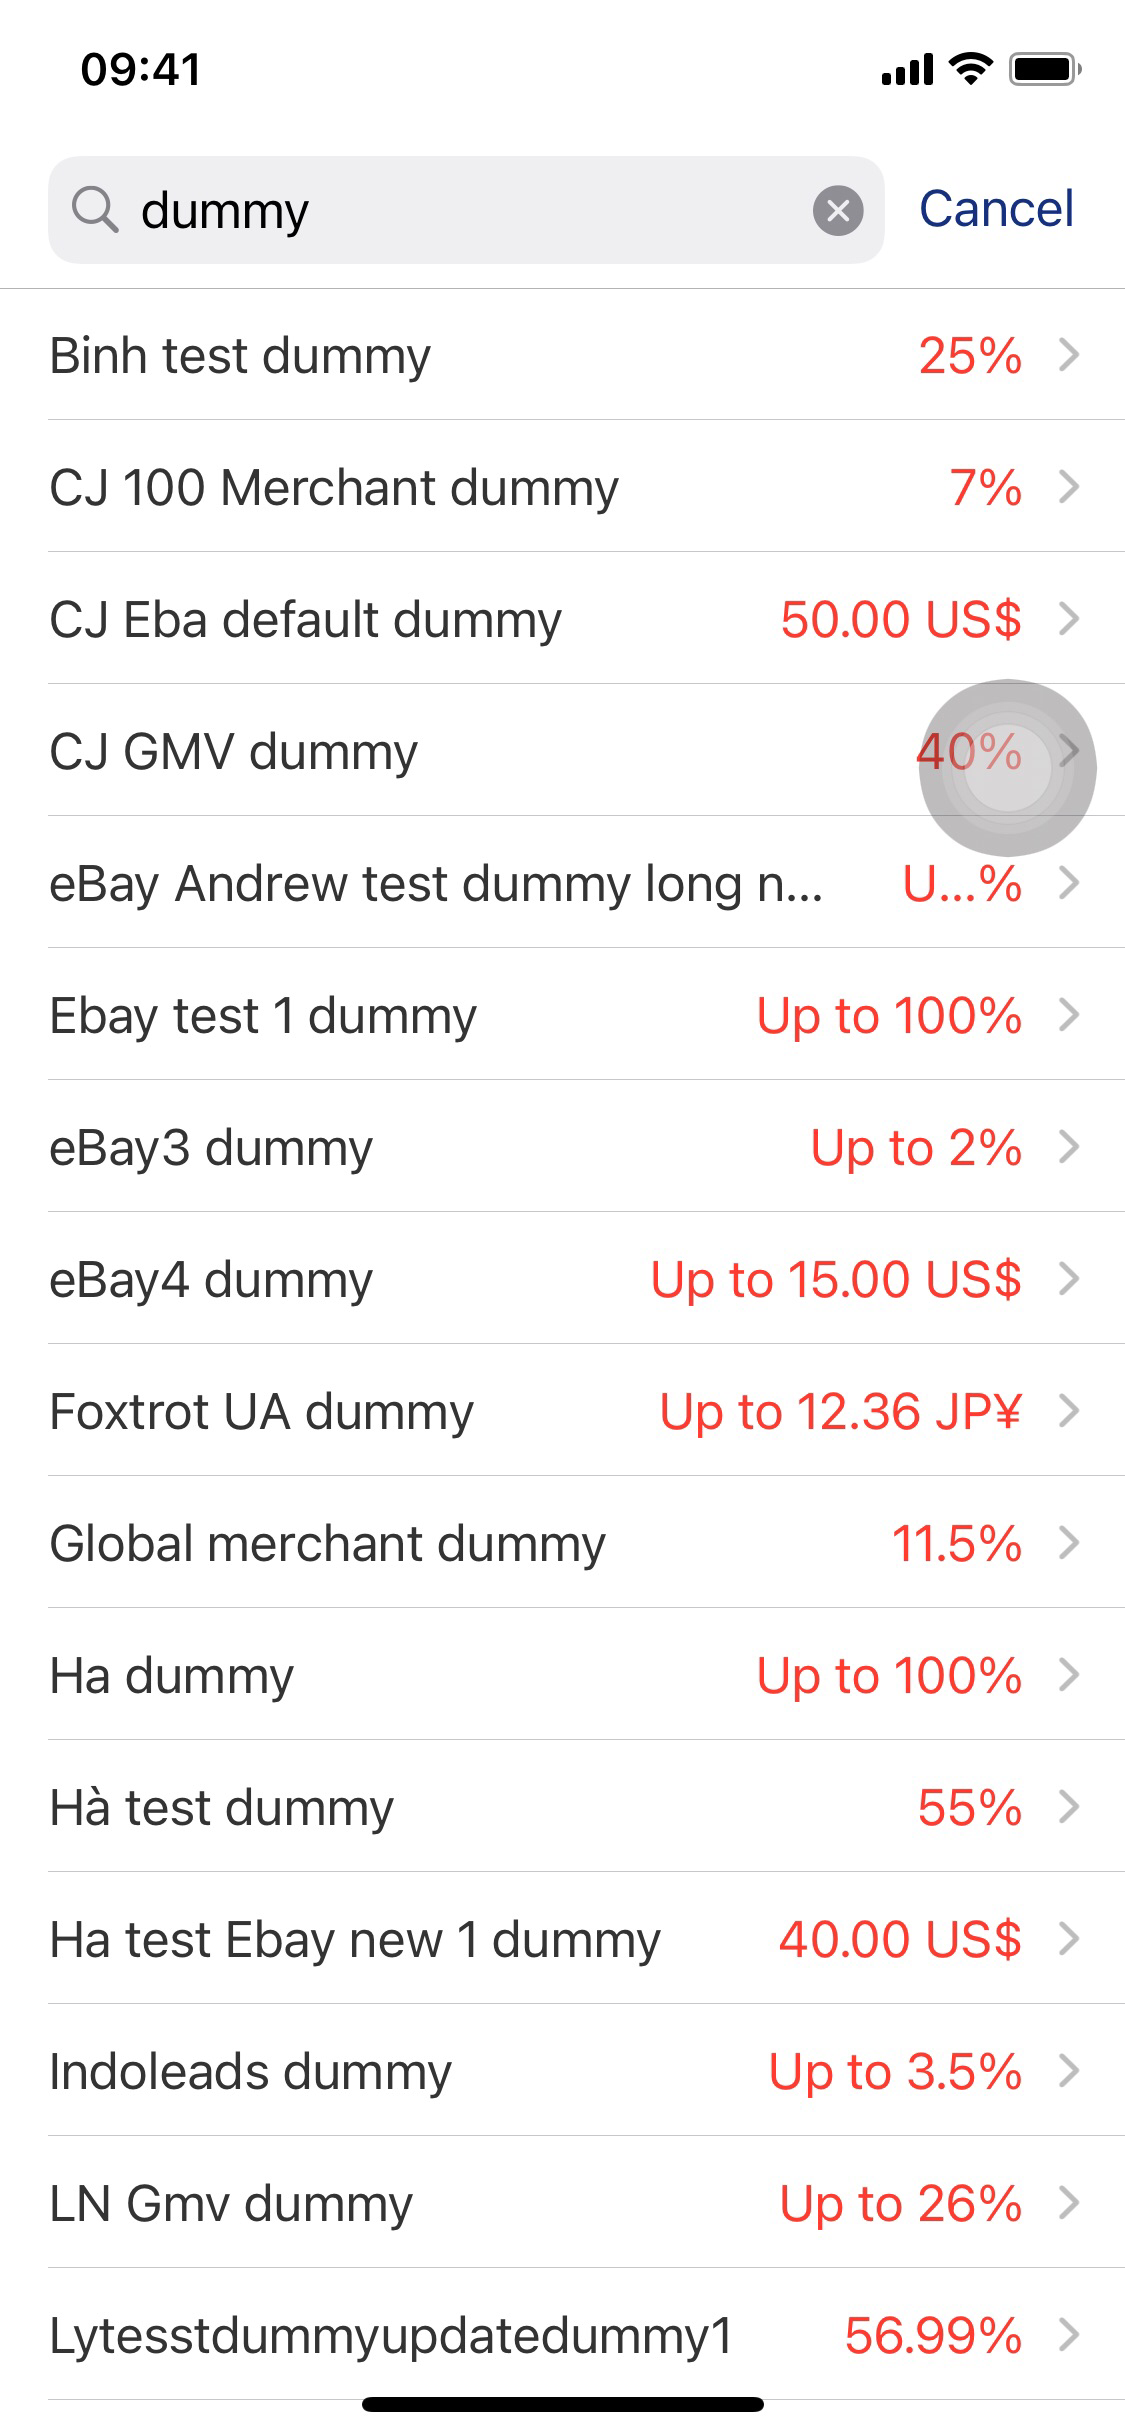 09:41
dummy
Cancel
Binh test dummy 25%
CJ 100 Merchant dummy 7%
CJ Eba default dummy 50.00 US$
CJ GMV dummy 40%
eBay Andrew test dummy long n... U...%
Ebay test 1 dummy Up to 100%
eBay3 dummy Up to 2%
eBay4 dummy Up to 15.00 US$
Foxtrot UA dummy Up to 12.36 JP¥
Global merchant dummy 11.5%
Ha dummy Up to 100%
Hà test dummy 55%
Ha test Ebay new 1 dummy 40.00 US$
Indoleads dummy Up to 3.5%
LN Gmv dummy Up to 26%
Lytesstdummyupdatedummy1 56.99%